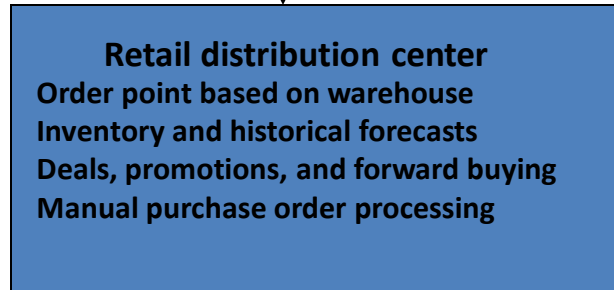 Retail distribution center
Order point based on warehouse
Inventory and historical forecasts
Deals, promotions, and forward buying
Manual purchase order processing